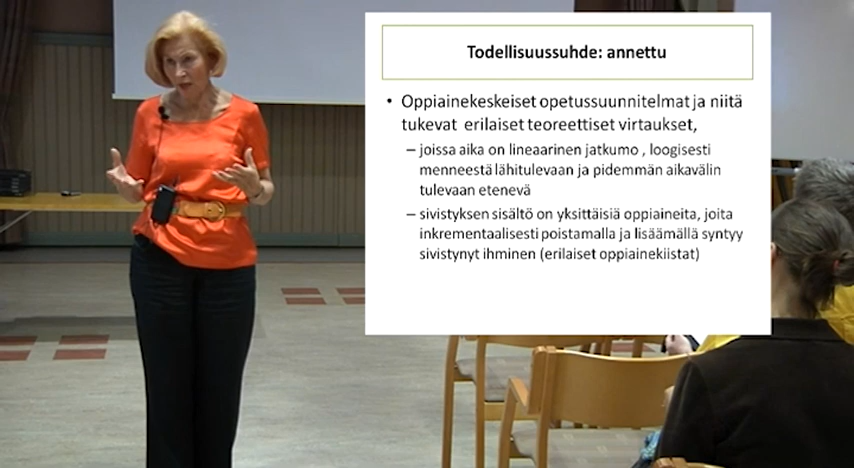 Todellisuussuhde: annettu
• Oppiainekeskeiset opetussuunnitelmat ja niitä
tukevat erilaiset teoreettiset virtaukset,
– joissa aika on lineaarinen jatkumo , loogisesti
menneestä lähitulevaan ja pidemmän aikavälin
tulevaan etenevä
– sivistyksen sisältö on yksittäisiä oppiaineita, joita
inkrementaalisesti poistamalla ja lisäämällä syntyy
sivistynyt ihminen (erilaiset oppiainekiistat)